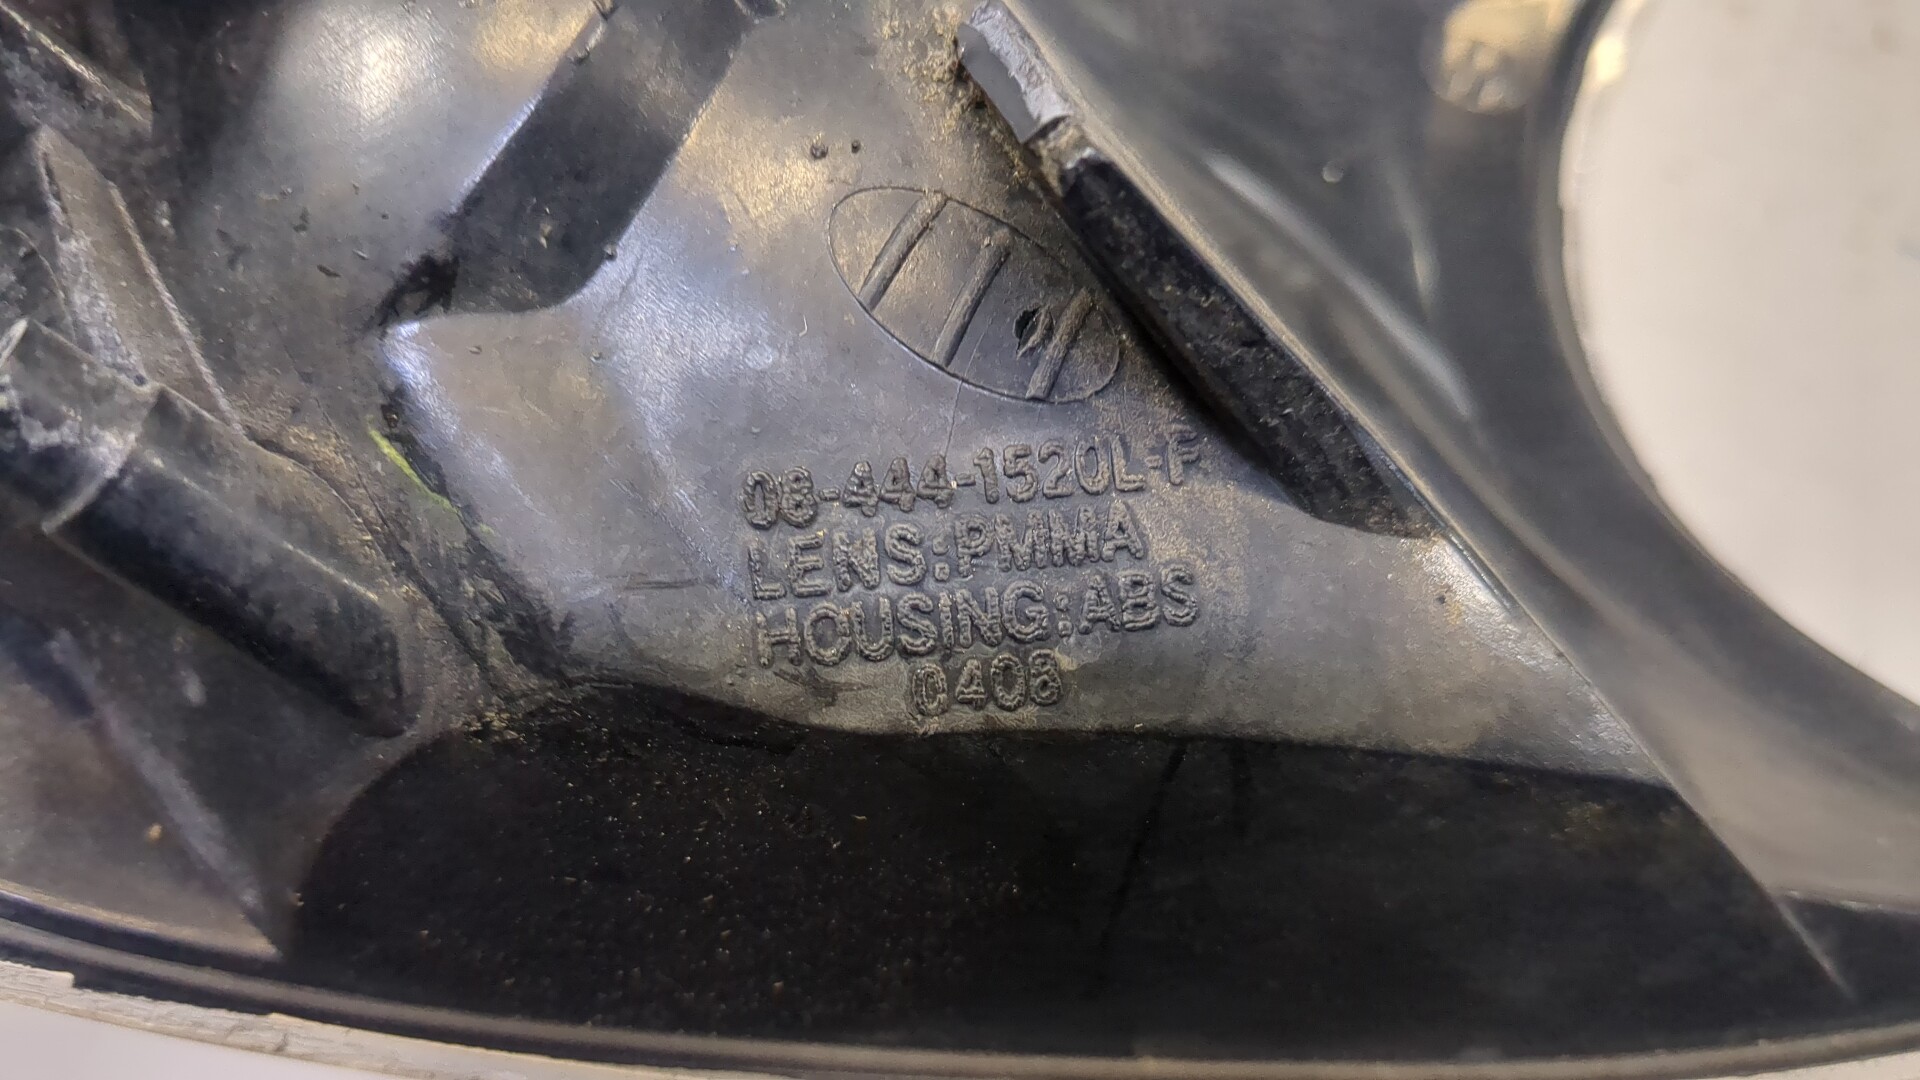 08-444-1520L-F
LENS:PMMA
HOUSING:ABS
0408